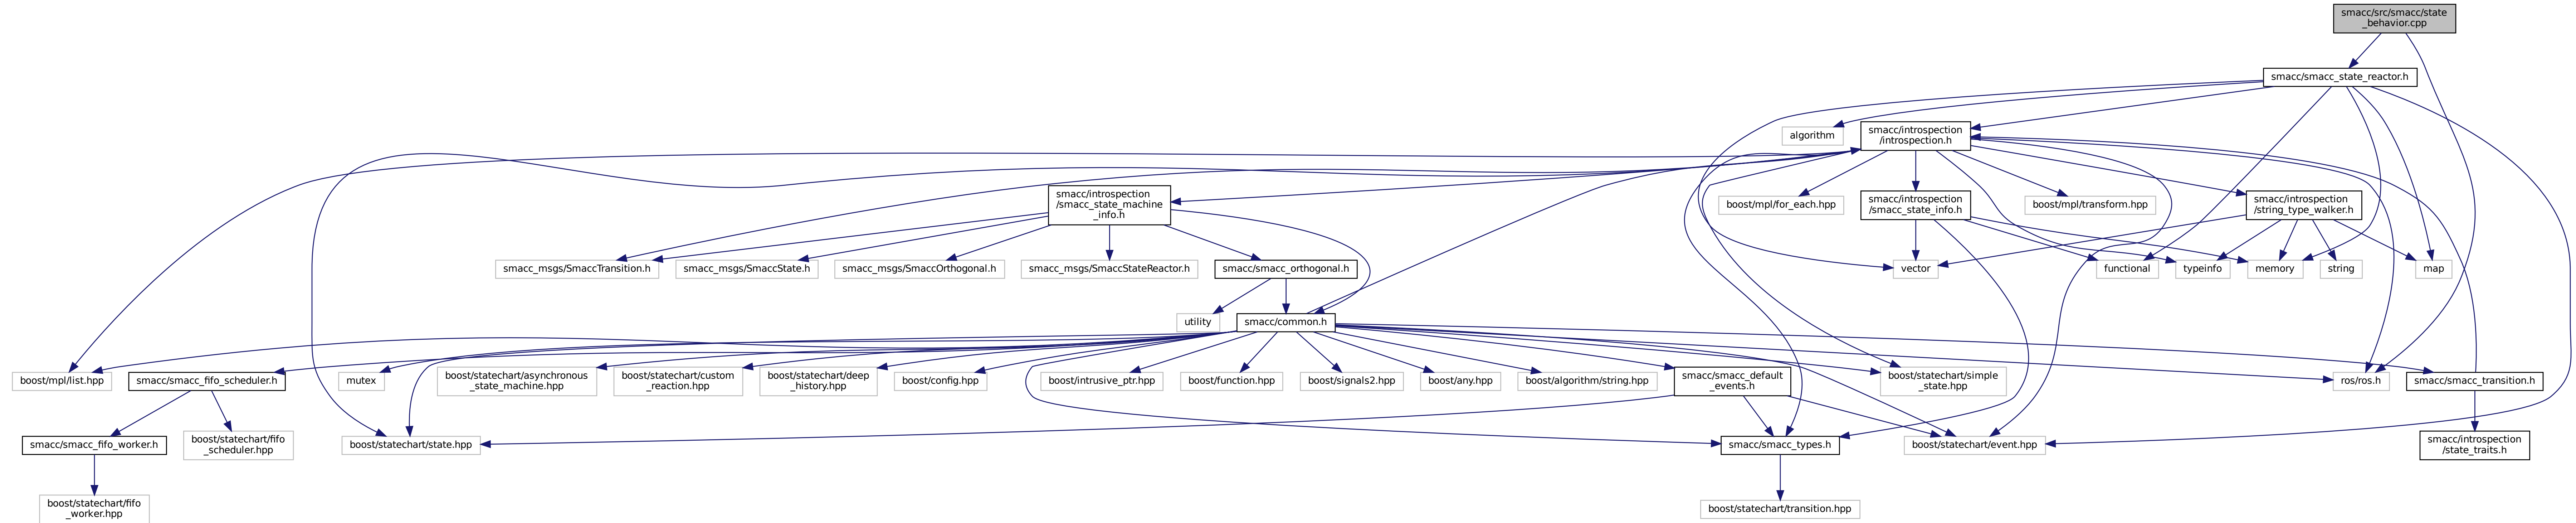 smacc/src/smacc/state
_behavior.cpp
smacc/smacc_state_reactor.h
algorithm
smacc/introspection
/introspection.h
smacc/introspection
/smacc_state_machine
_info.h
boost/mpl/for_each.hpp
smacc/introspection
/smacc_state_info.h
boost/mpl/transform.hpp
smacc/introspection
/string_type_walker.h
smacc_msgs/SmaccTransition.h
smacc_msgs/SmaccState.h
smacc_msgs/SmaccOrthogonal.h
smacc_msgs/SmaccStateReactor.h
smacc/smacc_orthogonal.h
vector
functional
typeinfo
memory
string
map
utility
smacc/common.h
boost/mpl/list.hpp
smacc/smacc_fifo_scheduler.h
mutex
boost/statechart/asynchronous
_state_machine.hpp
boost/statechart/custom
_reaction.hpp
boost/statechart/deep
_history.hpp
boost/config.hpp
boost/intrusive_ptr.hpp
boost/function.hpp
boost/signals2.hpp
boost/any.hpp
boost/algorithm/string.hpp
smacc/smacc_default
_events.h
boost/statechart/simple
_state.hpp
ros/ros.h
smacc/smacc_transition.h
smacc/smacc_fifo_worker.h
boost/statechart/fifo
_scheduler.hpp
boost/statechart/state.hpp
smacc/smacc_types.h
boost/statechart/event.hpp
smacc/introspection
/state_traits.h
boost/statechart/fifo
_worker.hpp
boost/statechart/transition.hpp